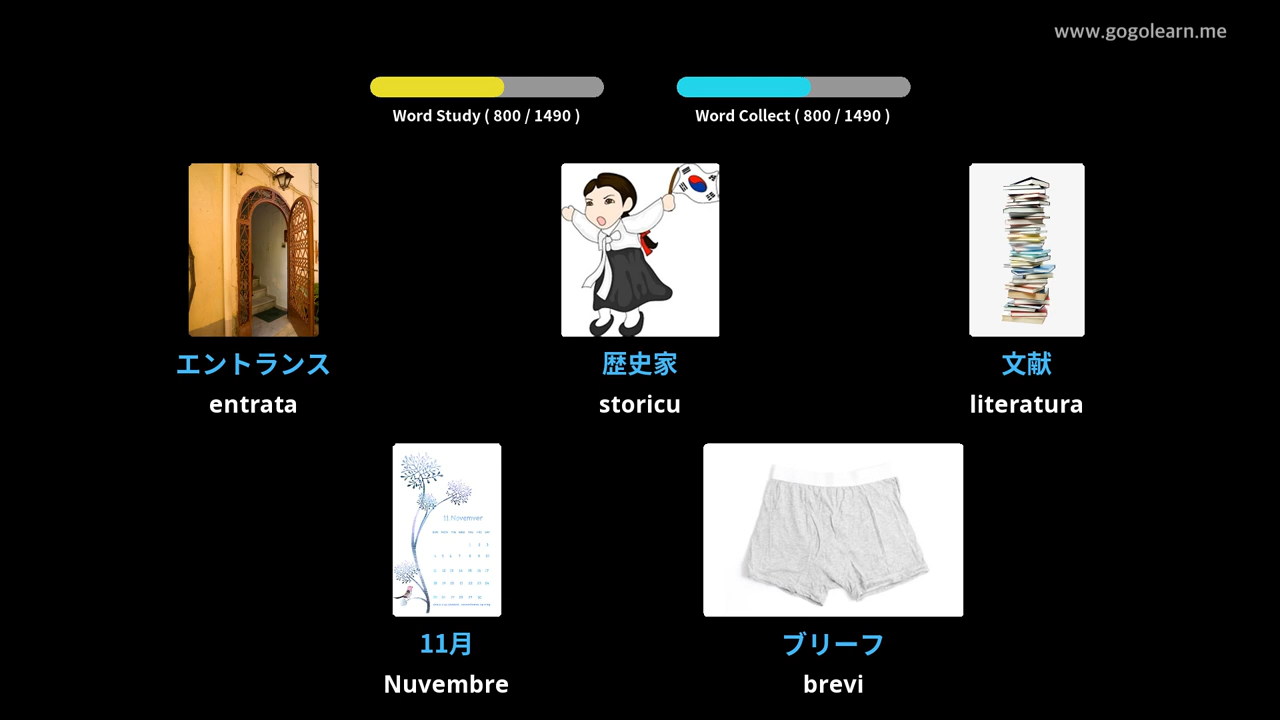 www.gogolearn.me
Word Study ( 800 / 1490 )
Word Collect ( 800 / 1490 )
エントランス
entrata
歴史家
storicu
文献
literatura
11月
Nuvembre
ブリーフ
brevi